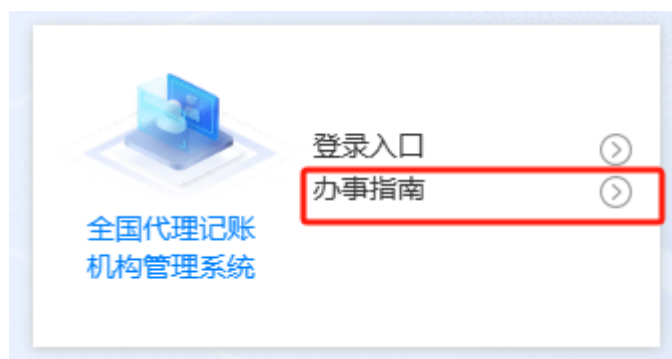 登录入口
办事指南
全国代理记账
机构管理系统